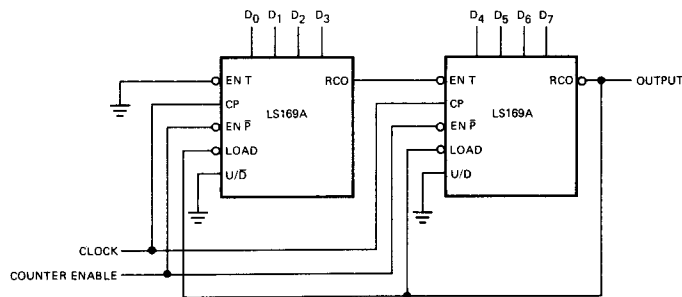 D0 D1 D2 D3
D4 D5 D6 D7
EN T
RCO
CP
LS169A
EN P̅
LOAD
U/D̅
EN T
RCO
OUTPUT
CP
LS169A
EN P̅
LOAD
U/D
CLOCK
COUNTER ENABLE